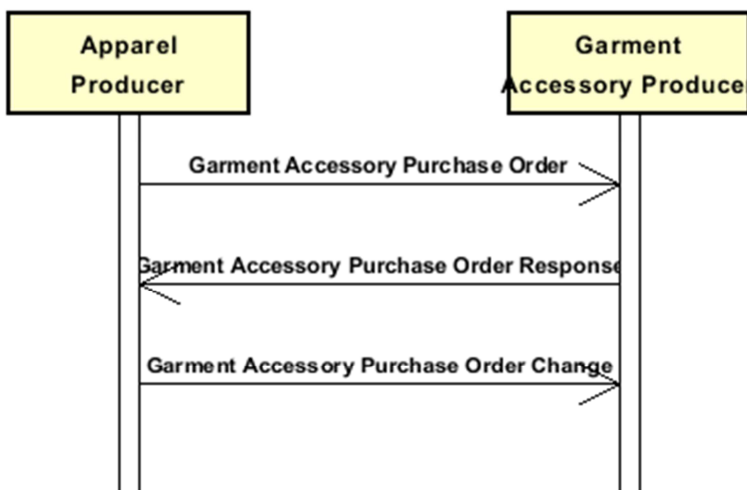 Apparel
Producer
Garment
Accessory Producer
Garment Accessory Purchase Order
Garment Accessory Purchase Order Response
Garment Accessory Purchase Order Change